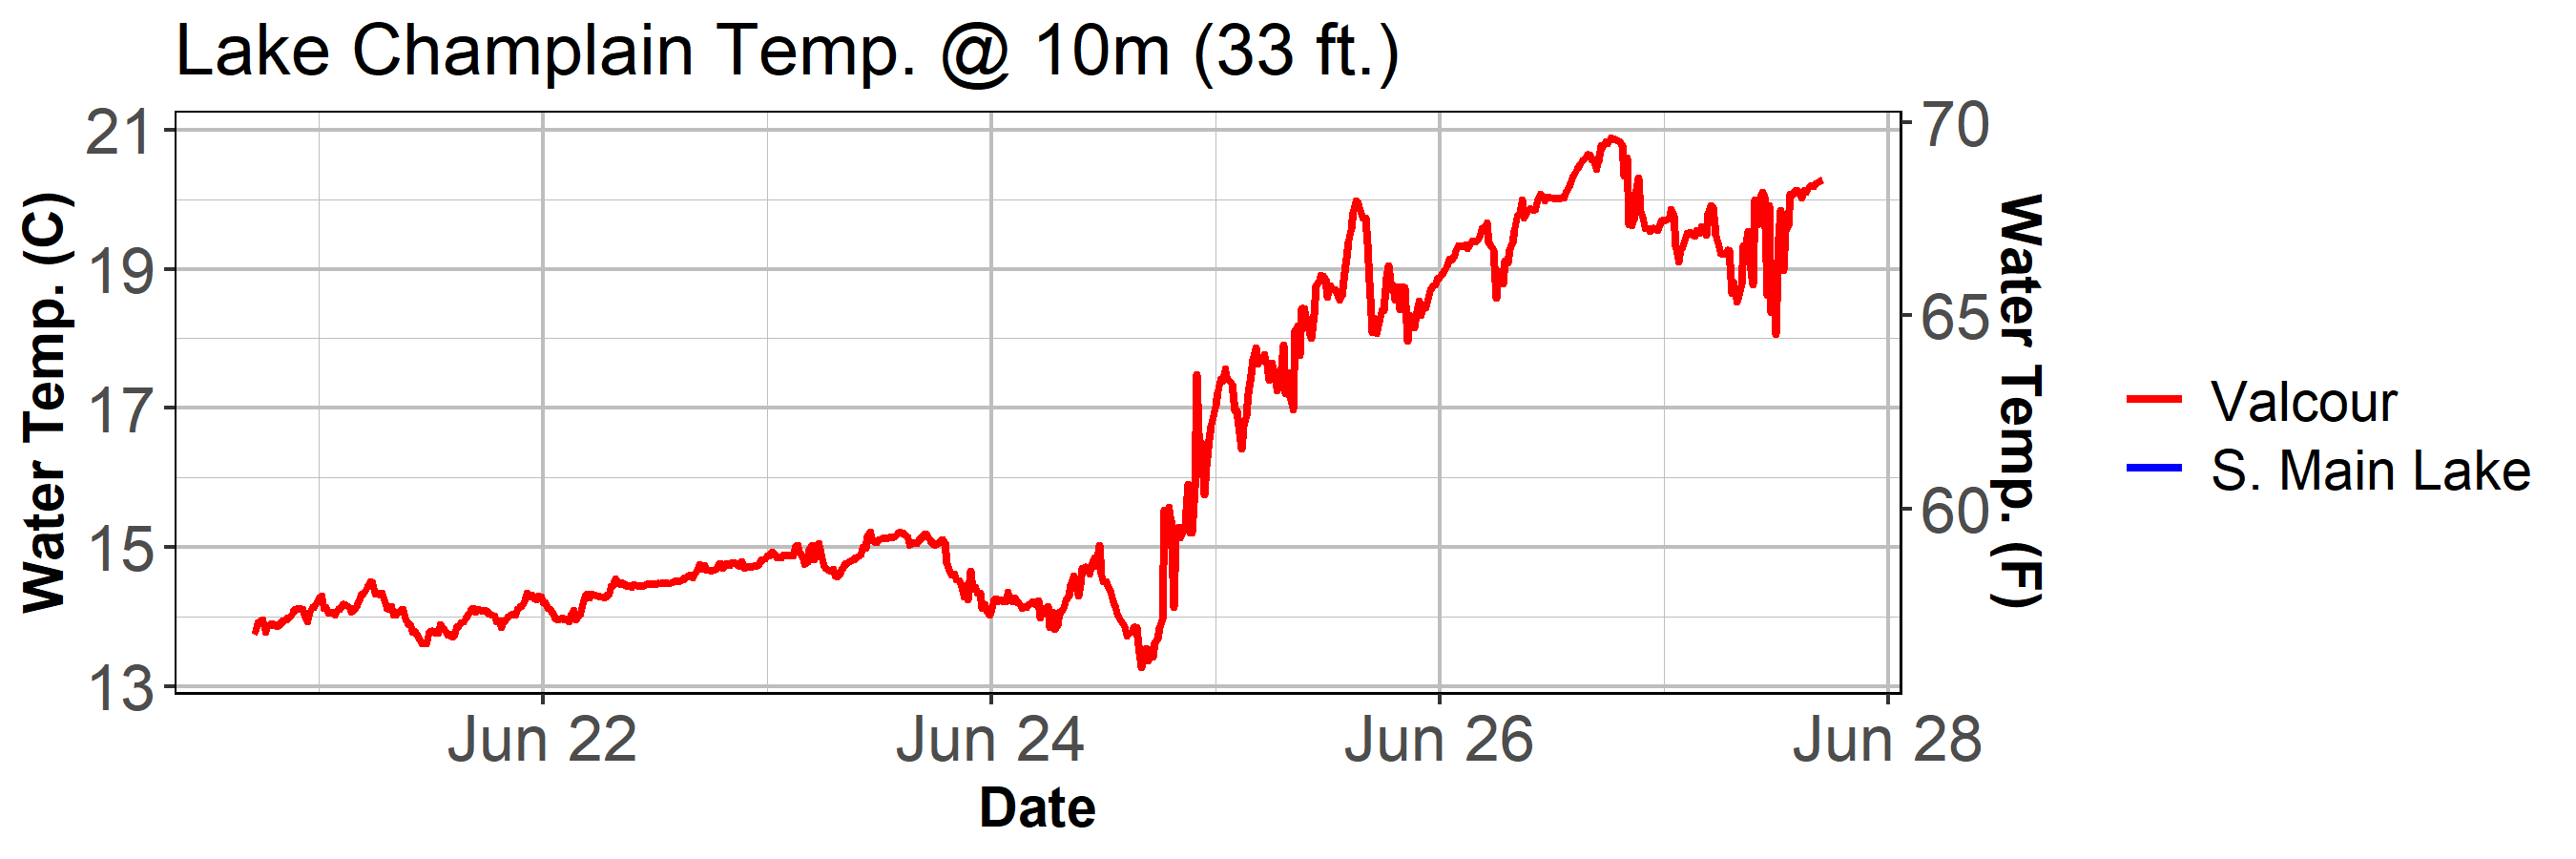 Lake Champlain Temp. @ 10m (33 ft.)
Water Temp. (C)
21
19
17
15
13
70
65
60
Water Temp. (F)
Jun 22
Jun 24
Jun 26
Jun 28
Date
Valcour
S. Main Lake